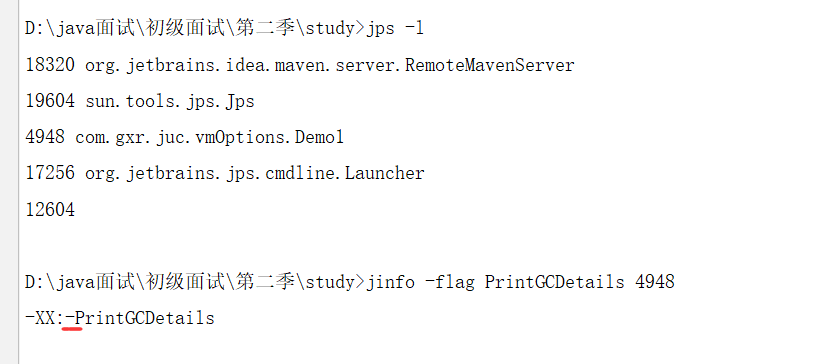 D:\java面试\初级面试\第二季\study>jps -l
18320 org.jetbrains.idea.maven.server.RemoteMavenServer
19604 sun.tools.jps.Jps
4948 com.gxr.juc.vmOptions.Demo1
17256 org.jetbrains.jps.cmdline.Launcher
12604
D:\java面试\初级面试\第二季\study>jinfo -flag PrintGCDetails 4948
-XX:-PrintGCDetails